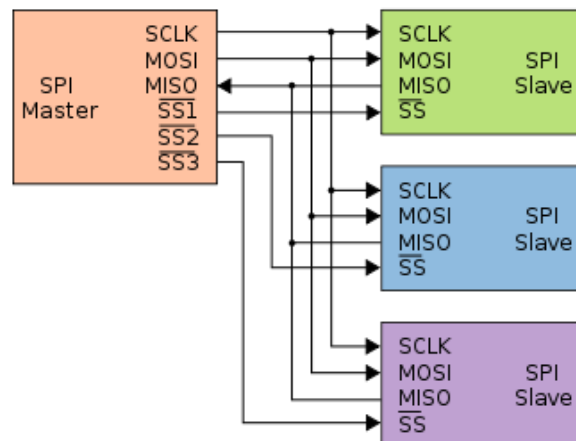 SPI
Master
SCLK
MOSI
MISO
SS1
SS2
SS3
SCLK
MOSI
MISO
SS
SPI
Slave
SCLK
MOSI
MISO
SS
SPI
Slave
SCLK
MOSI
MISO
SS
SPI
Slave